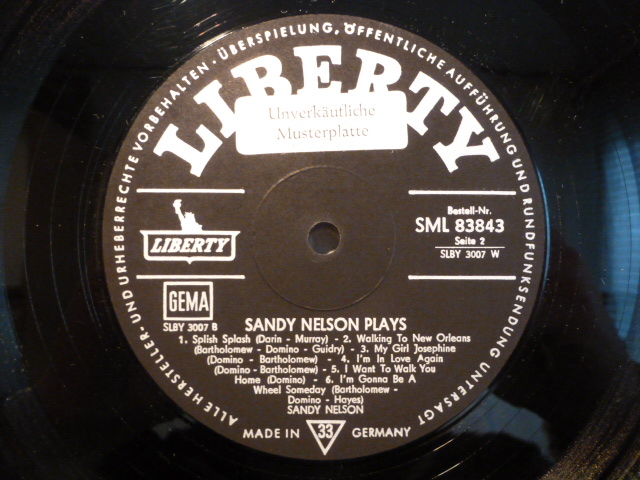 ALLE HERSTELLER- UND URHEBERRECHTE VORBEHALTEN - ÜBERSPIELUNG, ÖFFENTLICHE AUFFÜHRUNG UND RUNDFUNKSENDUNG UNTERSAGT
LIBERTY
Unverkäufliche
Musterplatte
LIBERTY
Bestell-Nr.
SML 83843
Seite 2
SLBY 3007 W
GEMA
SLBY 3007 B
SANDY NELSON PLAYS
1. Splish Splash (Darin - Murray) - 2. Walking To New Orleans
(Bartholomew - Domino - Guidry) - 3. My Girl Josephine
(Domino - Bartholomew) - 4. I'm In Love Again
(Domino - Bartholomew) - 5. I Want To Walk You
Home (Domino) - 6. I'm Gonna Be A
Wheel Someday (Bartholomew -
Domino - Hayes)
SANDY NELSON
MADE IN 33 GERMANY